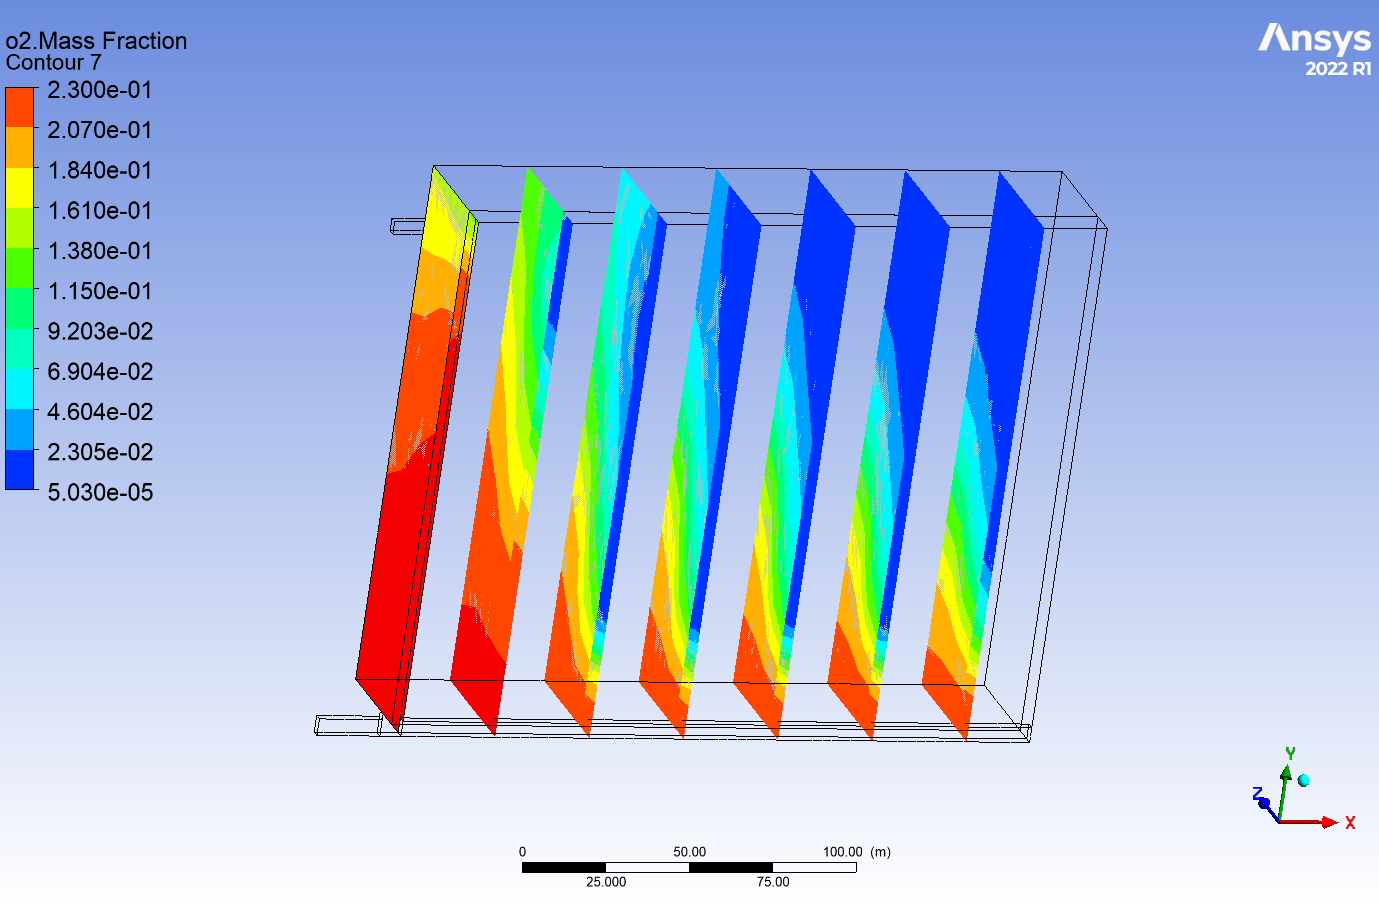 o2.Mass Fraction
Contour 7
2.300e-01
2.070e-01
1.840e-01
1.610e-01
1.380e-01
1.150e-01
9.203e-02
6.904e-02
4.604e-02
2.305e-02
5.030e-05
Ansys
2022 R1
Y
Z
X
0 50.00 100.00 (m)
25.000 75.00